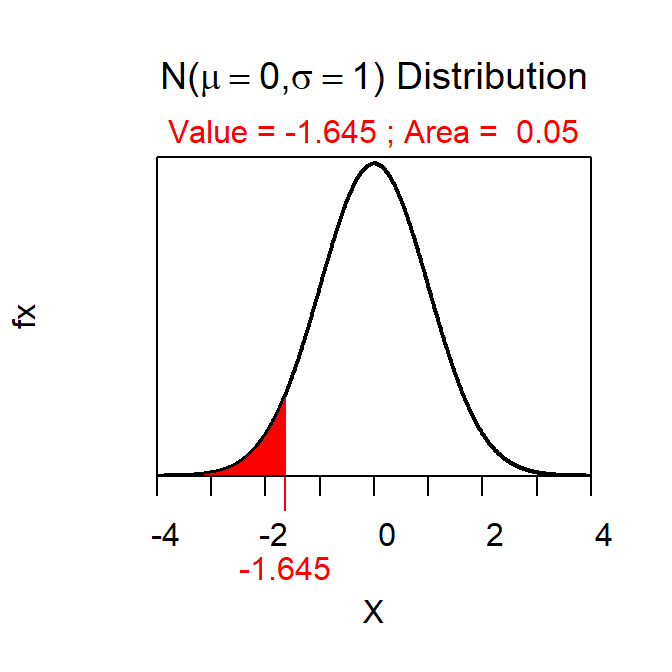 N(μ = 0,σ = 1) Distribution
Value = -1.645 ; Area =  0.05
fx
-4 -2 0 2 4
-1.645
X